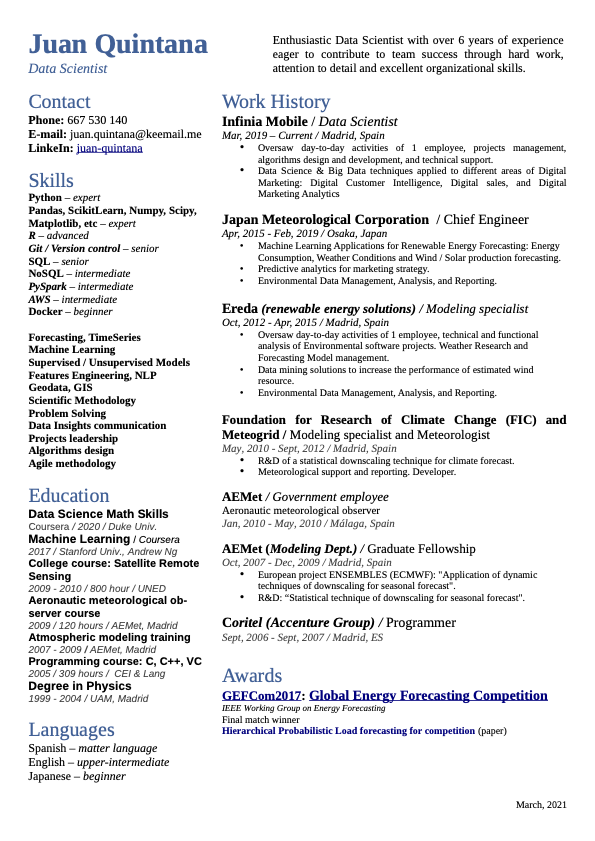 Juan Quintana
Data Scientist
Enthusiastic Data Scientist with over 6 years of experience
eager to contribute to team success through hard work,
attention to detail and excellent organizational skills.
Contact
Phone: 667 530 140
E-mail: juan.quintana@keemail.me
LinkeIn: juan-quintana
Skills
Python – expert
Pandas, ScikitLearn, Numpy, Scipy,
Matplotlib, etc – expert
R – advanced
Git / Version control – senior
SQL – senior
NoSQL – intermediate
PySpark – intermediate
AWS – intermediate
Docker – beginner
Forecasting, TimeSeries
Machine Learning
Supervised / Unsupervised Models
Features Engineering, NLP
Geodata, GIS
Scientific Methodology
Problem Solving
Data Insights communication
Projects leadership
Algorithms design
Agile methodology
Education
Data Science Math Skills
Coursera / 2020 / Duke Univ.
Machine Learning / Coursera
2017 / Stanford Univ., Andrew Ng
College course: Satellite Remote
Sensing
2009 - 2010 / 800 hour / UNED
Aeronautic meteorological ob-
server course
2009 / 120 hours / AEMet, Madrid
Atmospheric modeling training
2007 - 2009 / AEMet, Madrid
Programming course: C, C++, VC
2005 / 309 hours / CEI & Lang
Degree in Physics
1999 - 2004 / UAM, Madrid
Languages
Spanish – matter language
English – upper-intermediate
Japanese – beginner
Work History
Infinia Mobile / Data Scientist
Mar, 2019 – Current / Madrid, Spain
• Oversaw day-to-day activities of 1 employee, projects management,
algorithms design and development, and technical support.
• Data Science & Big Data techniques applied to different areas of Digital
Marketing: Digital Customer Intelligence, Digital sales, and Digital
Marketing Analytics
Japan Meteorological Corporation / Chief Engineer
Apr, 2015 - Feb, 2019 / Osaka, Japan
• Machine Learning Applications for Renewable Energy Forecasting: Energy
Consumption, Weather Conditions and Wind / Solar production forecasting.
• Predictive analytics for marketing strategy.
• Environmental Data Management, Analysis, and Reporting.
Ereda (renewable energy solutions) / Modeling specialist
Oct, 2012 - Apr, 2015 / Madrid, Spain
• Oversaw day-to-day activities of 1 employee, technical and functional
analysis of Environmental software projects. Weather Research and
Forecasting Model management.
• Data mining solutions to increase the performance of estimated wind
resource.
• Environmental Data Management, Analysis, and Reporting.
Foundation for Research of Climate Change (FIC) and
Meteogrid / Modeling specialist and Meteorologist
May, 2010 - Sept, 2012 / Madrid, Spain
• R&D of a statistical downscaling technique for climate forecast.
• Meteorological support and reporting. Developer.
AEMet / Government employee
Aeronautic meteorological observer
Jan, 2010 - May, 2010 / Málaga, Spain
AEMet (Modeling Dept.) / Graduate Fellowship
Oct, 2007 - Dec, 2009 / Madrid, Spain
• European project ENSEMBLES (ECMWF): "Application of dynamic
techniques of downscaling for seasonal forecast".
• R&D: “Statistical technique of downscaling for seasonal forecast".
Coritel (Accenture Group) / Programmer
Sept, 2006 - Sept, 2007 / Madrid, ES
Awards
GEFCom2017: Global Energy Forecasting Competition
IEEE Working Group on Energy Forecasting
Final match winner
Hierarchical Probabilistic Load forecasting for competition (paper)
March, 2021